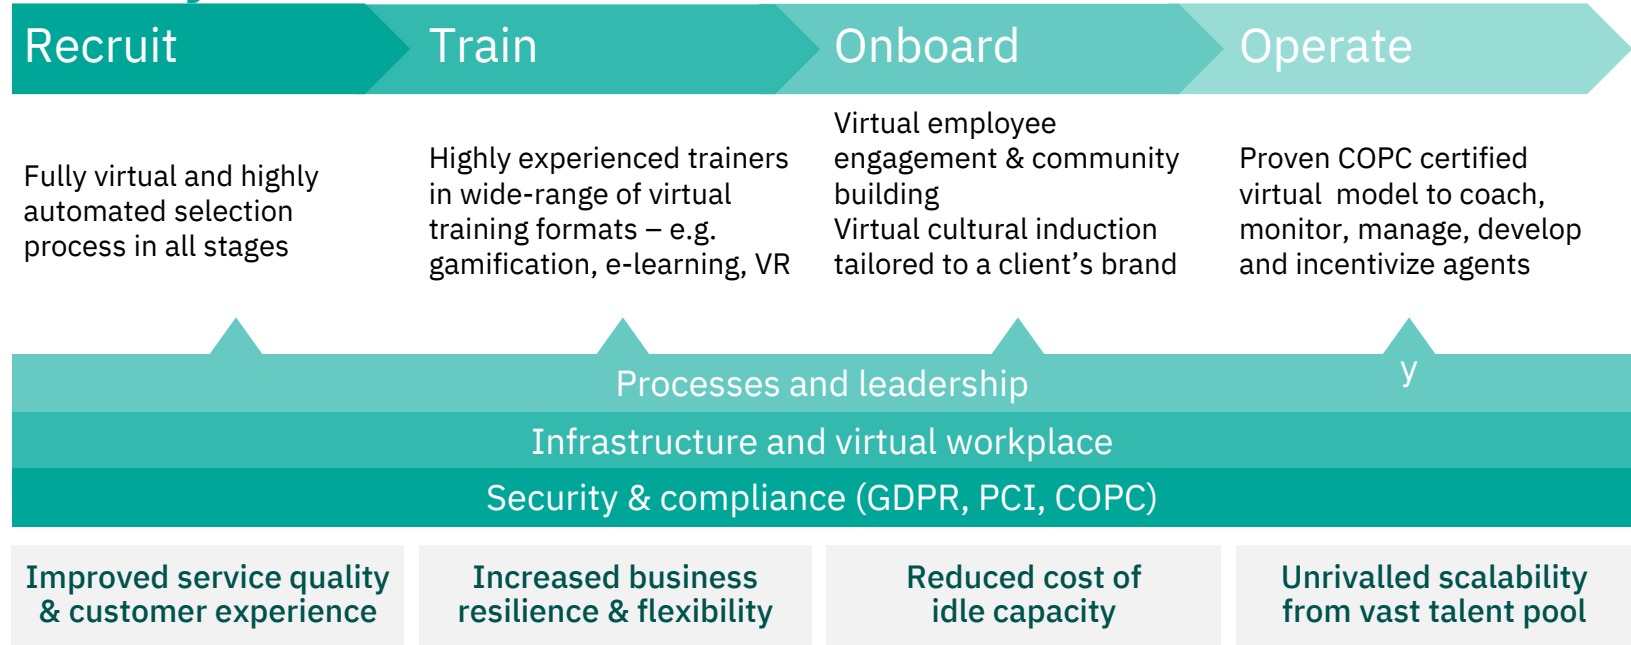 Recruit
Train
Onboard
Operate
Fully virtual and highly
automated selection
process in all stages
Highly experienced trainers
in wide-range of virtual
training formats – e.g.
gamification, e-learning, VR
Virtual employee
engagement & community
building
Virtual cultural induction
tailored to a client’s brand
Proven COPC certified
virtual  model to coach,
monitor, manage, develop
and incentivize agents
y
Processes and leadership
Infrastructure and virtual workplace
Security & compliance (GDPR, PCI, COPC)
Improved service quality
& customer experience
Increased business
resilience & flexibility
Reduced cost of
idle capacity
Unrivalled scalability
from vast talent pool